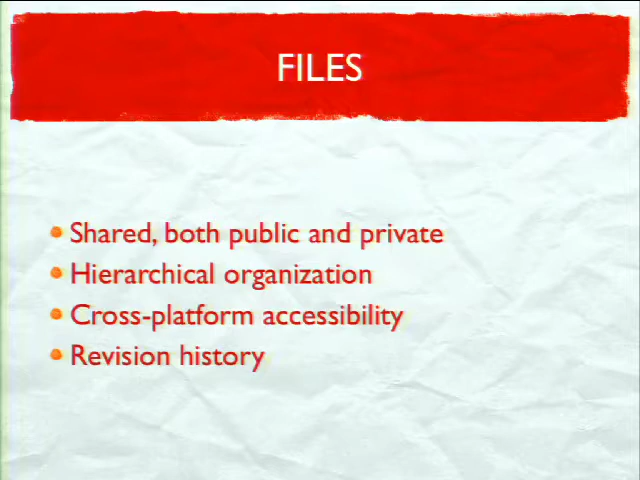 FILES
Shared, both public and private
Hierarchical organization
Cross-platform accessibility
Revision history